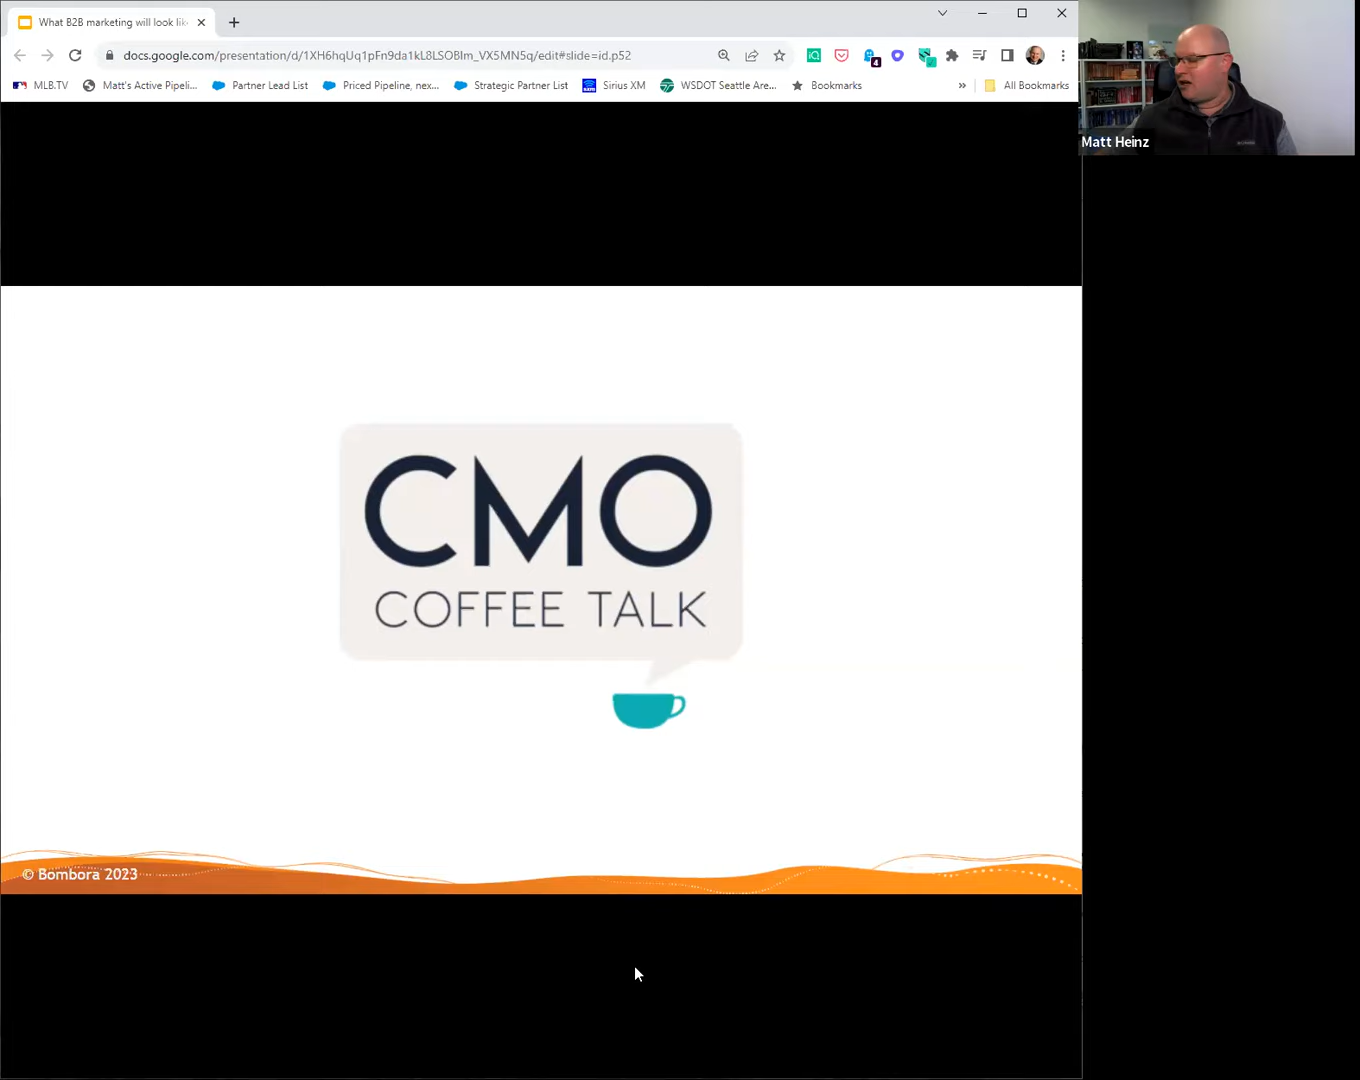 What B2B marketing will look lik
docs.google.com/presentation/d/1XH6hqUq1pFn9da1kL8LSOBIm_VX5MN5q/edit#slide=id.p52
4
MLB.TV
Matt's Active Pipeli...
Partner Lead List
Priced Pipeline, nex...
Strategic Partner List
Sirius XM
WSDOT Seattle Are...
Bookmarks
»
All Bookmarks
Matt Heinz
CMO
COFFEE TALK
© Bombora 2023